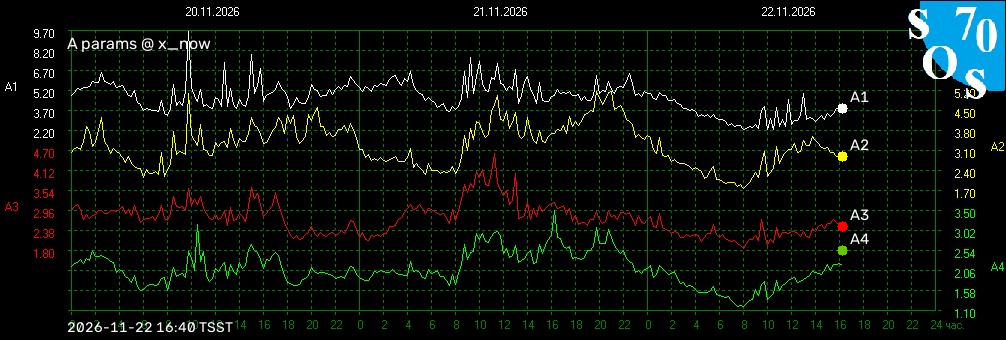 20.11.2026 21.11.2026 22.11.2026
S 70
O S
A params @ x_now
9.70
8.20
6.70
A1 5.20
3.70
2.20
4.70
4.12
3.54
A3 2.96
2.38
1.80
A1
A2
A3
A4
4.50
3.80
3.10 A2
2.40
1.70
3.50
3.02
2.54
2.06 A4
1.58
1.10
2026-11-22 16:40 TSST
14 16 18 20 22 0 2 4 6 8 10 12 14 16 18 20 22 0 2 4 6 8 10 12 14 16 18 20 22 24 час.